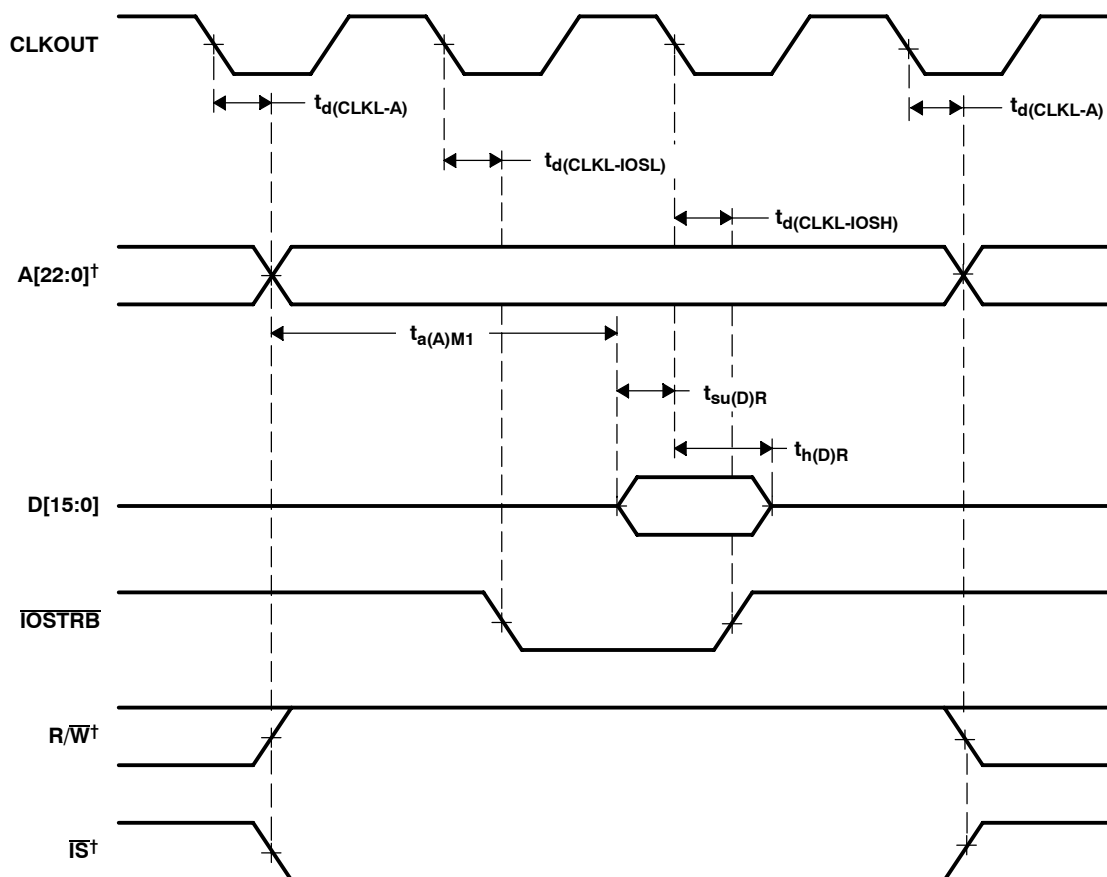 CLKOUT
td(CLKL-A)
td(CLKL-A)
td(CLKL-IOSL)
td(CLKL-IOSH)
A[22:0]†
ta(A)M1
tsu(D)R
th(D)R
D[15:0]
IOSTRB
R/W†
IS†